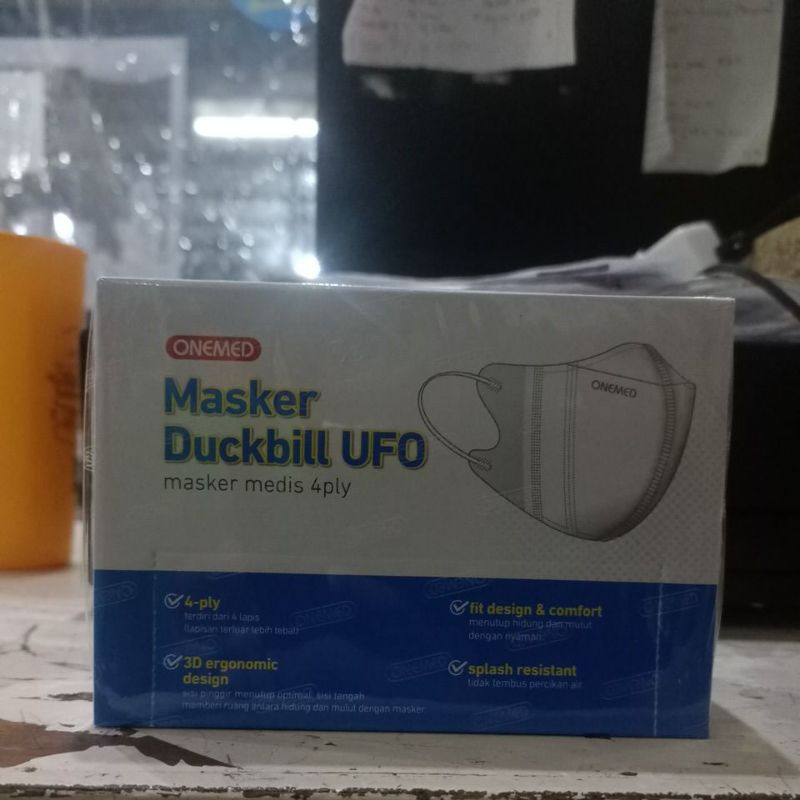 ONEMED
Masker
Duckbill UFO
masker medis 4ply
ONEMED
4-ply
terdiri dari 4 lapis
(lapisan terluar lebih tebal)
3D ergonomic
design
sisi pinggir menutup optimal, sisi tangah
memberi ruang antara hidung dan mulut dengan masker
fit design & comfort
menutup hidung dan mulut
dengan nyaman
splash resistant
tidak tembus percikan air